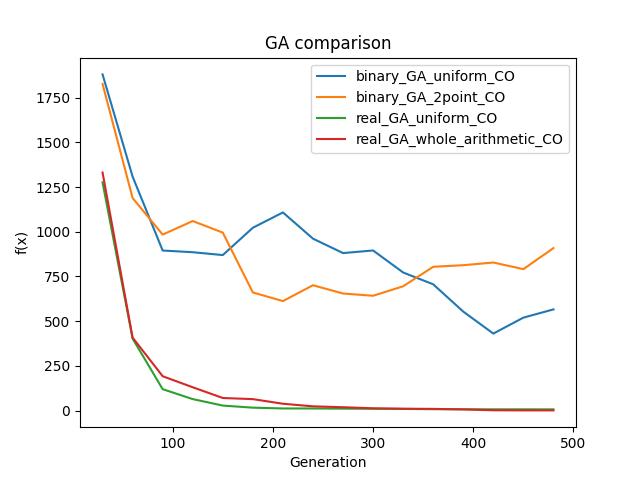 GA comparison
binary_GA_uniform_CO
binary_GA_2point_CO
real_GA_uniform_CO
real_GA_whole_arithmetic_CO
f(x)
1750
1500
1250
1000
750
500
250
0
100 200 300 400 500
Generation